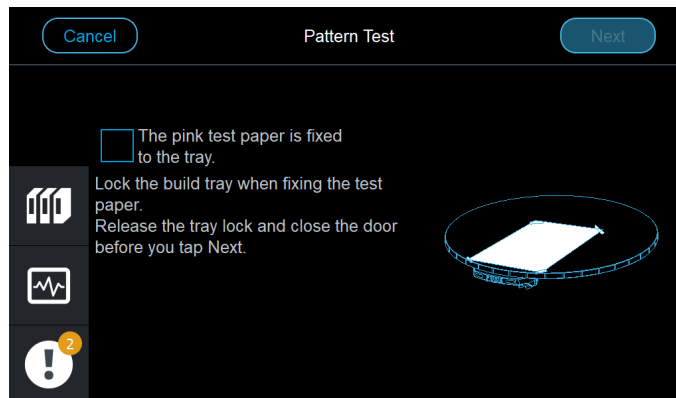 Cancel
Pattern Test
Next
The pink test paper is fixed
to the tray.
Lock the build tray when fixing the test
paper.
Release the tray lock and close the door
before you tap Next.
2